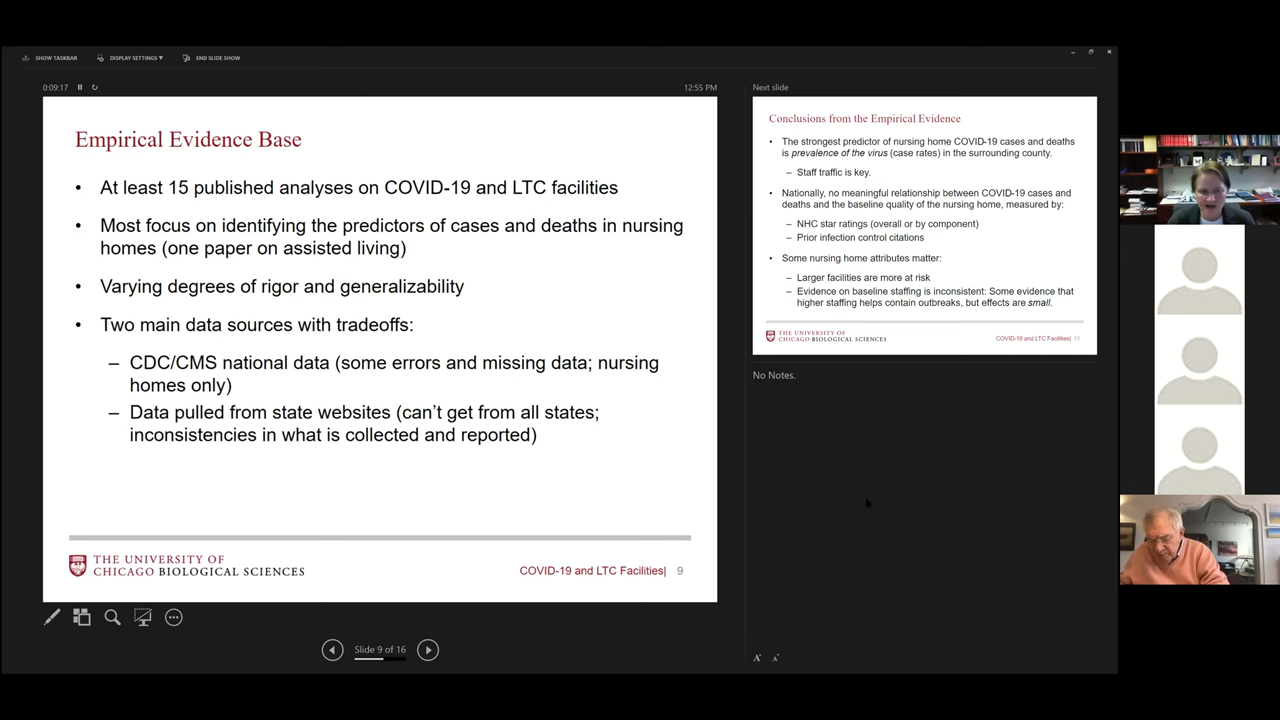 SHOW TASKBAR DISPLAY SETTINGS ▾ END SLIDE SHOW
0:09:17 12:55 PM
Empirical Evidence Base
• At least 15 published analyses on COVID-19 and LTC facilities
• Most focus on identifying the predictors of cases and deaths in nursing
homes (one paper on assisted living)
• Varying degrees of rigor and generalizability
• Two main data sources with tradeoffs:
– CDC/CMS national data (some errors and missing data; nursing
homes only)
– Data pulled from state websites (can’t get from all states;
inconsistencies in what is collected and reported)
THE UNIVERSITY OF
CHICAGO BIOLOGICAL SCIENCES
COVID-19 and LTC Facilities| 9
Slide 9 of 16
Next slide
Conclusions from the Empirical Evidence
• The strongest predictor of nursing home COVID-19 cases and deaths
is prevalence of the virus (case rates) in the surrounding county.
– Staff traffic is key.
• Nationally, no meaningful relationship between COVID-19 cases and
deaths and the baseline quality of the nursing home, measured by:
– NHC star ratings (overall or by component)
– Prior infection control citations
• Some nursing home attributes matter:
– Larger facilities are more at risk
– Evidence on baseline staffing is inconsistent: Some evidence that
higher staffing helps contain outbreaks, but effects are small.
THE UNIVERSITY OF
CHICAGO BIOLOGICAL SCIENCES
COVID-19 and LTC Facilities| 10
No Notes.
A A